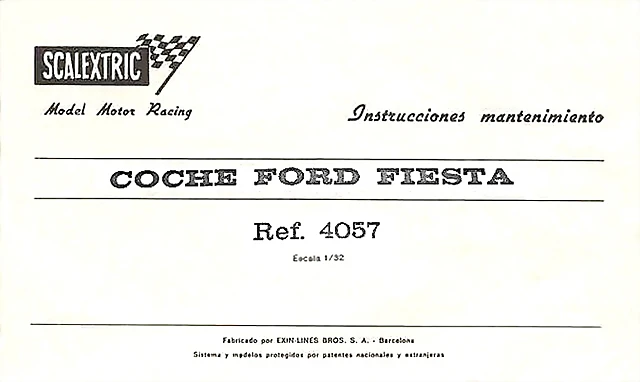 SCALEXTRIC
Model Motor Racing
Instrucciones mantenimiento
COCHE FORD FIESTA
Ref. 4057
Escala 1/32
Fabricado por EXIN-LINES BROS. S. A. - Barcelona
Sistema y modelos protegidos por patentes nacionales y extranjeras